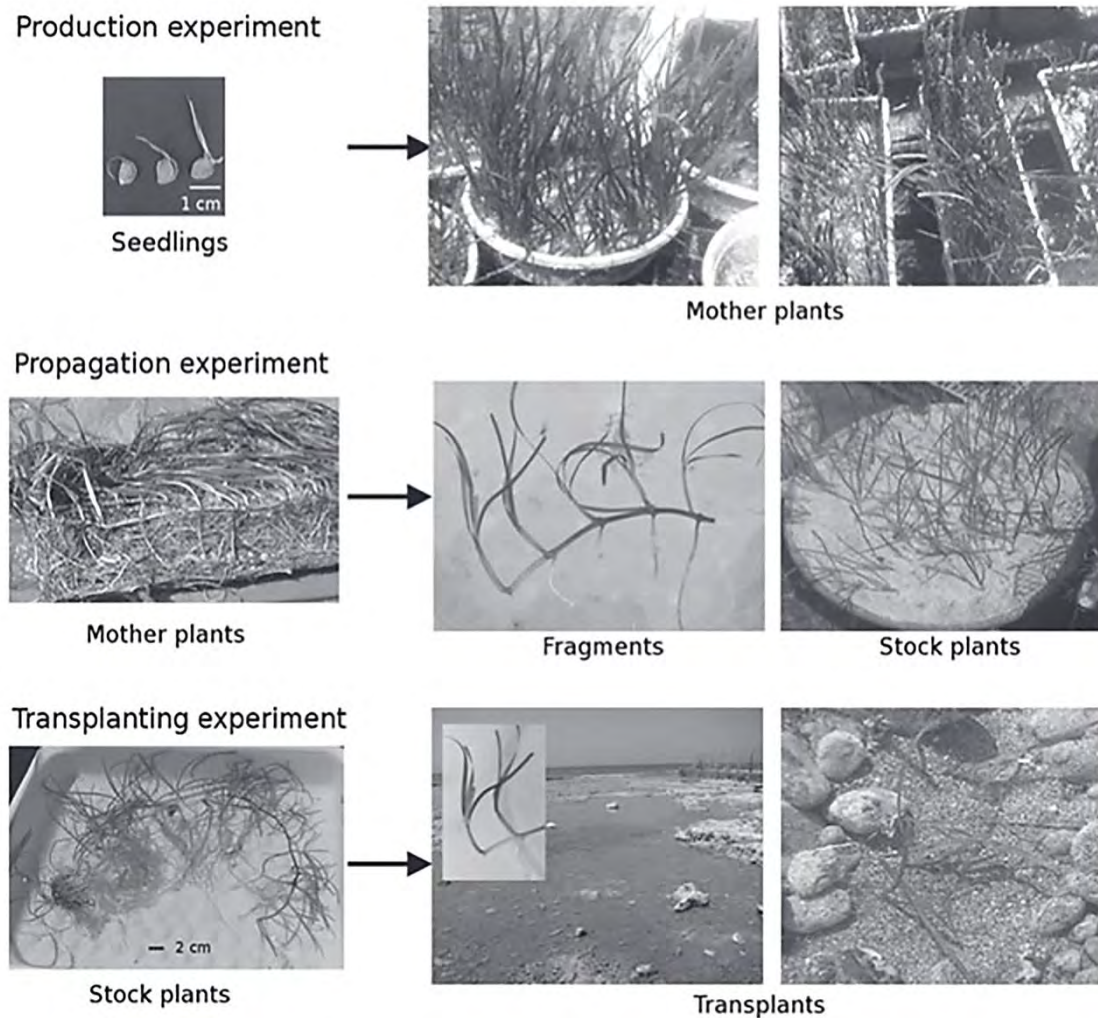 Production experiment
1 cm
Seedlings
Mother plants
Propagation experiment
Mother plants
Fragments
Stock plants
Transplanting experiment
2 cm
Stock plants
Transplants